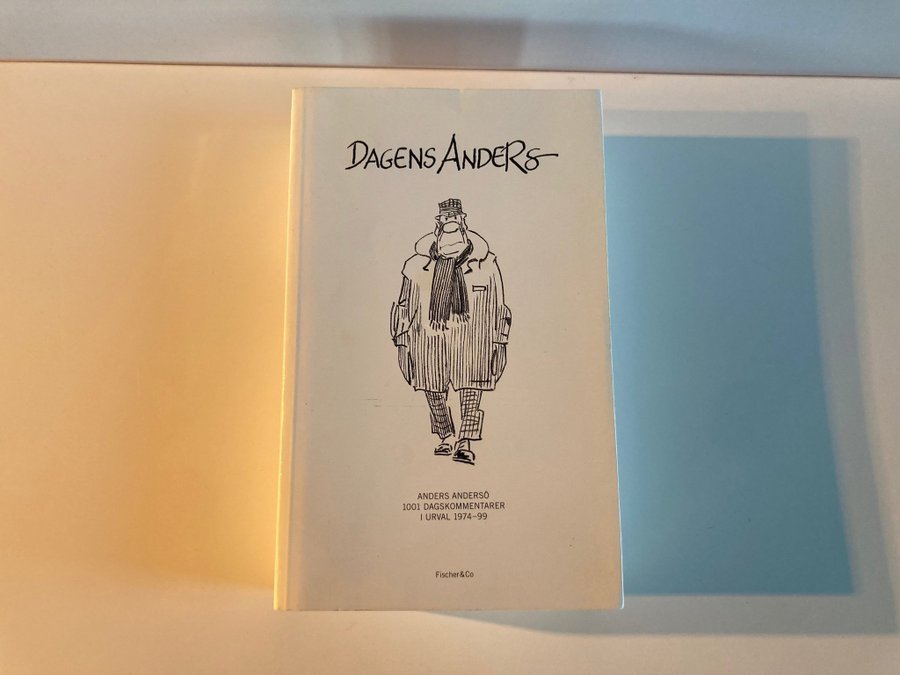 DAGENS ANDERS
ANDERS ANDERSÖ
1001 DAGSKOMMENTARER
I URVAL 1974–99
Fischer&Co